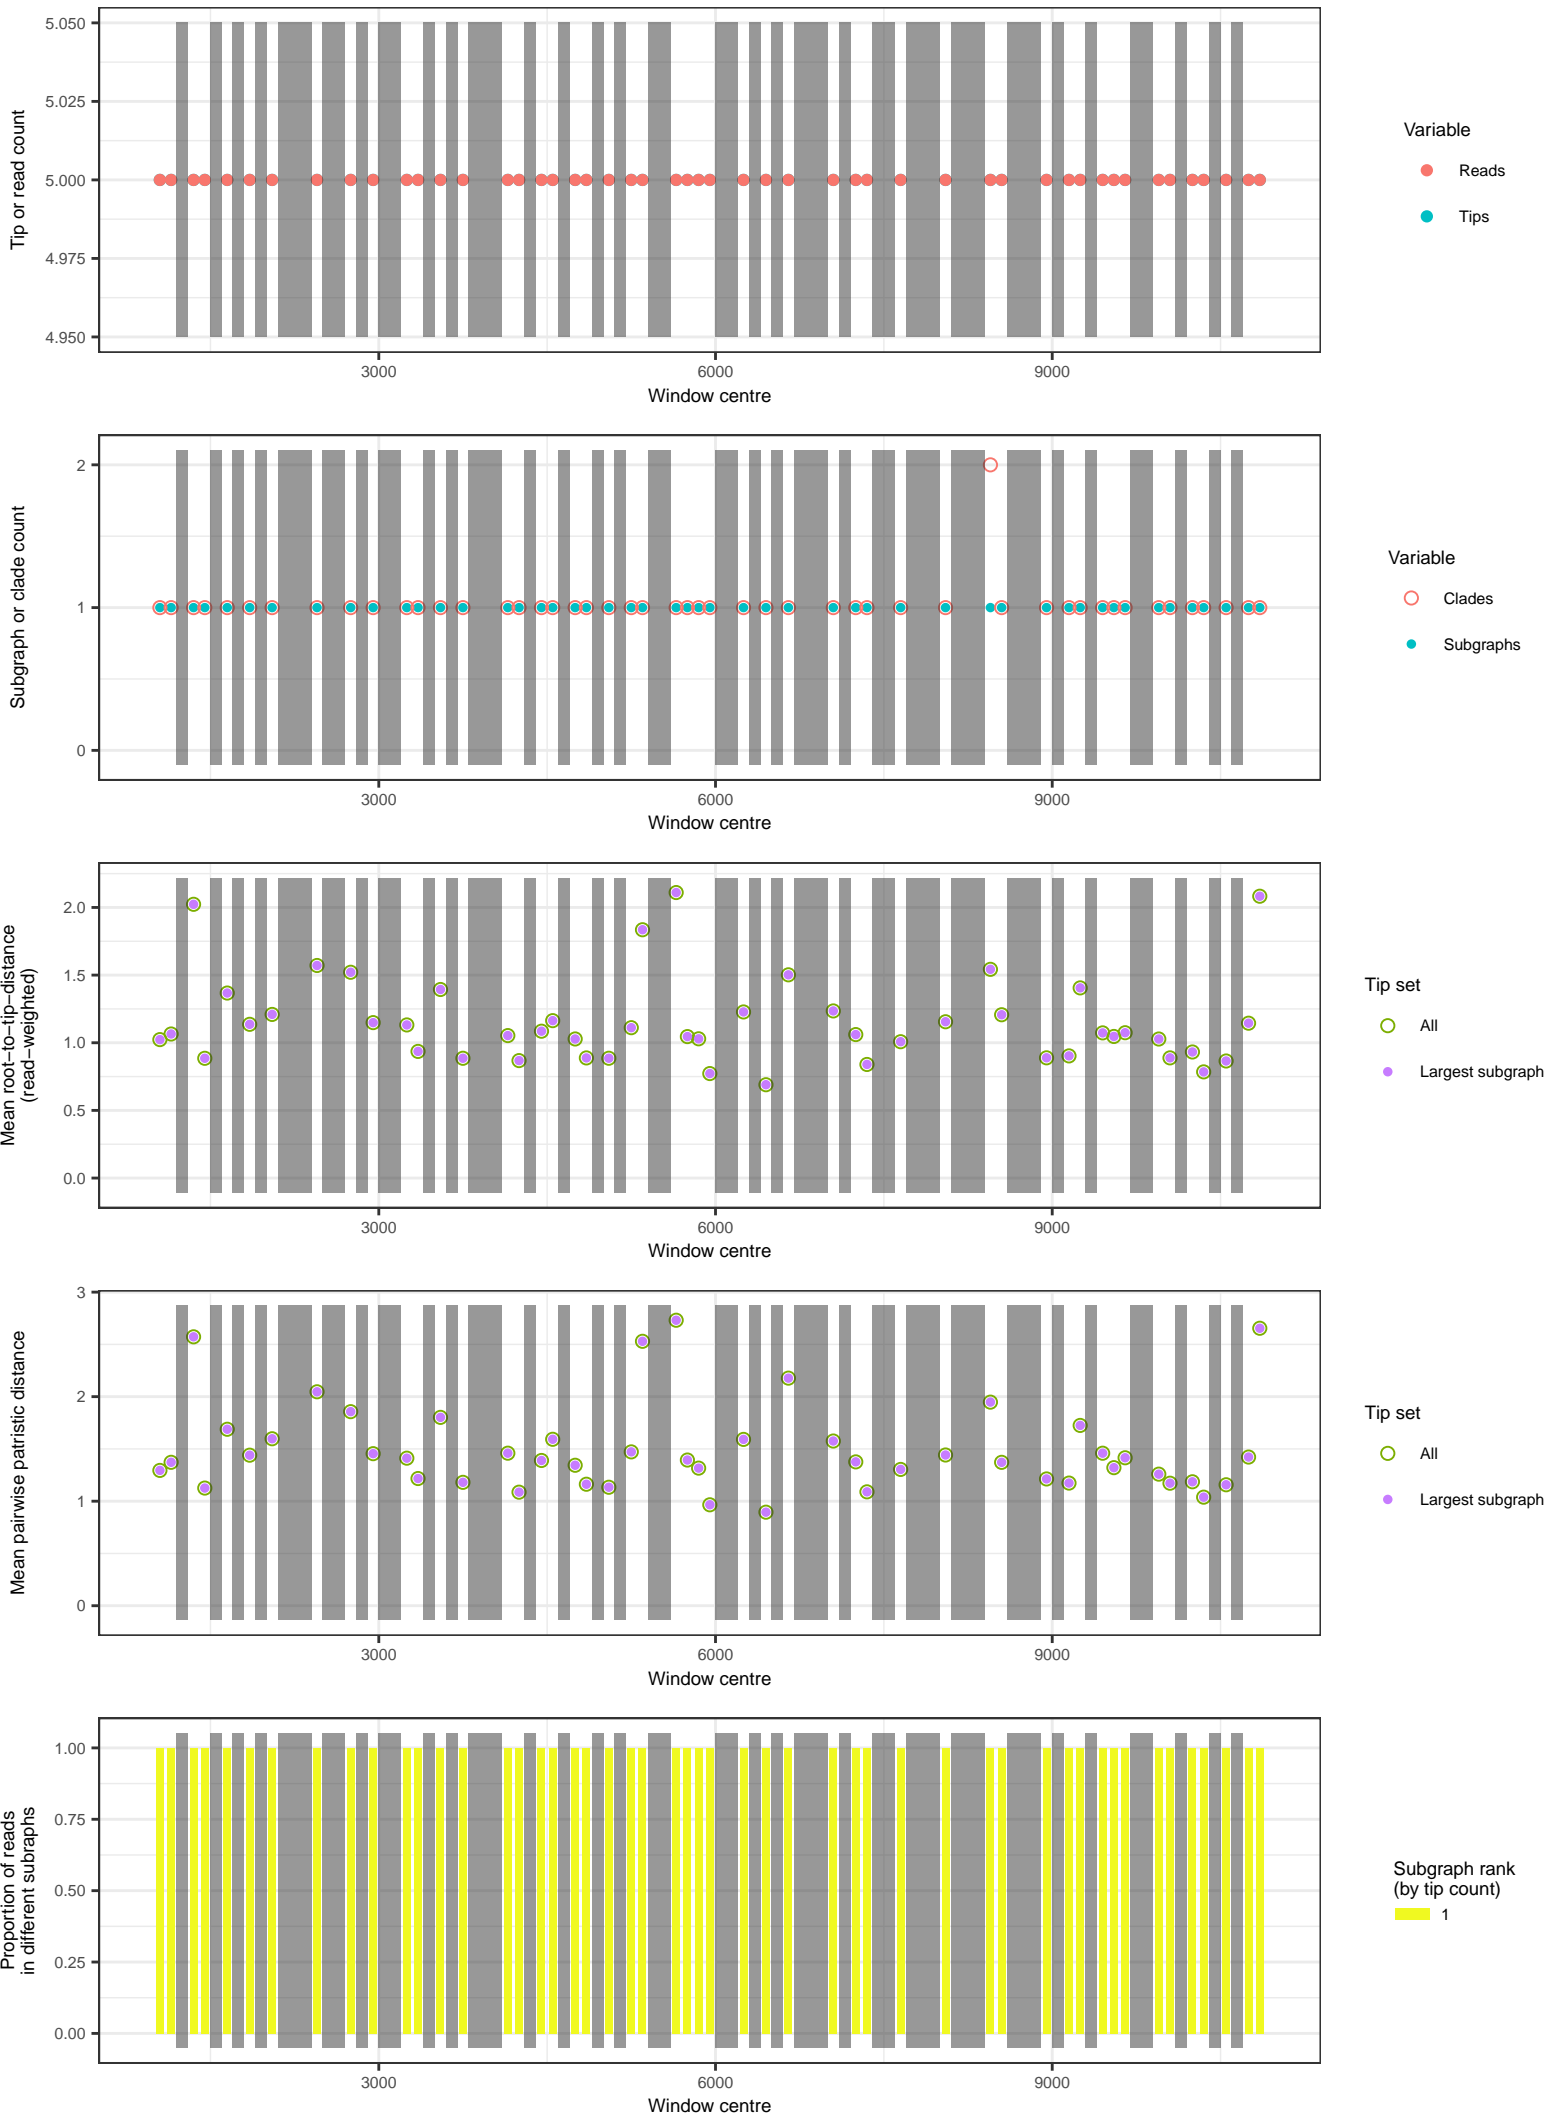 Tip or read count
5.050
5.025
5.000
4.975
4.950
3000 6000 9000
Window centre
Variable
Reads
Tips
Subgraph or clade count
2
1
0
3000 6000 9000
Window centre
Variable
Clades
Subgraphs
Mean root−to−tip−distance
(read−weighted)
2.0
1.5
1.0
0.5
0.0
3000 6000 9000
Window centre
Tip set
All
Largest subgraph
Mean pairwise patristic distance
3
2
1
0
3000 6000 9000
Window centre
Tip set
All
Largest subgraph
Proportion of reads
in different subraphs
1.00
0.75
0.50
0.25
0.00
3000 6000 9000
Window centre
Subgraph rank
(by tip count)
1